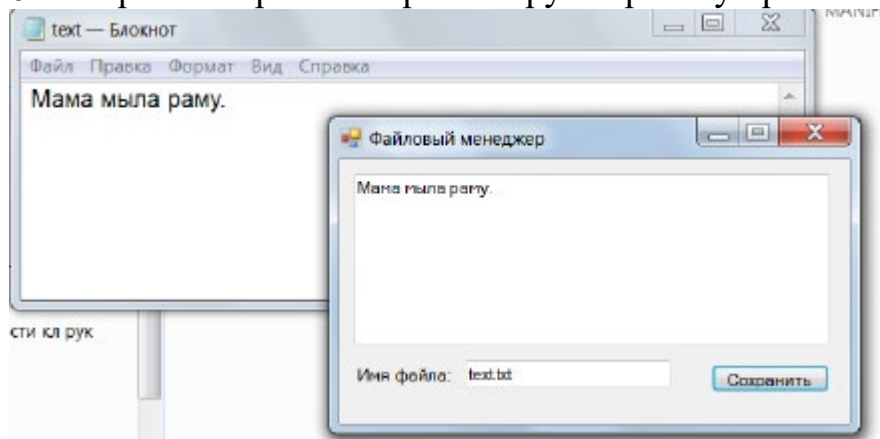 text — Блокнот
Файл Правка Формат Вид Справка
Мама мыла раму.
Файловый менеджер
Мама мыла раму.
Имя файла: text.txt
Сохранить
сти кл рук